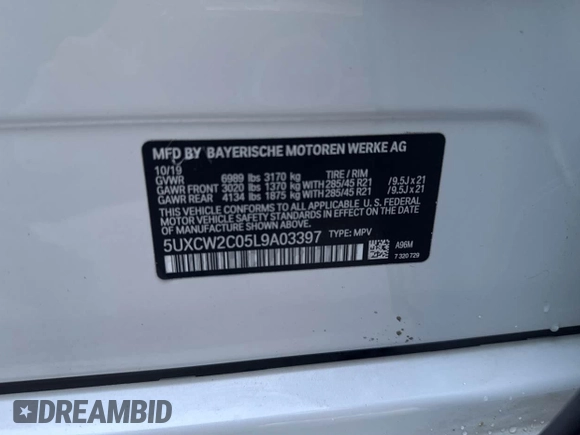 MFD BY BAYERISCHE MOTOREN WERKE AG
10/19
GVWR 6989 lbs 3170 kg TIRE / RIM
GAWR FRONT 3020 lbs 1370 kg WITH 285/45 R21 /9.5J x 21
GAWR REAR 4134 lbs 1875 kg WITH 285/45 R21 /9.5J x 21
THIS VEHICLE CONFORMS TO ALL APPLICABLE U. S. FEDERAL
MOTOR VEHICLE SAFETY STANDARDS IN EFFECT ON THE
DATE OF MANUFACTURE SHOWN ABOVE.
5UXCW2C05L9A03397 TYPE: MPV
A96M
7 320 729
DREAMBID